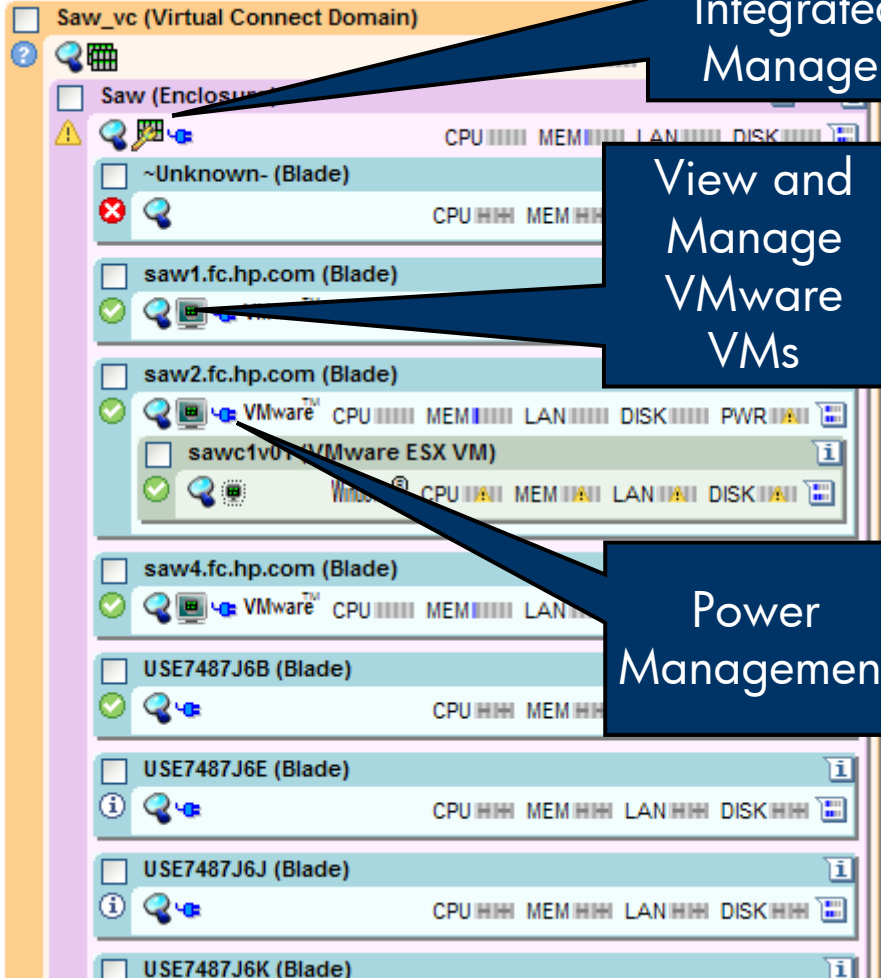 Saw_vc (Virtual Connect Domain)
Integrated
Manage
Saw (Enclosure)
CPU MEM LAN DISK
~Unknown- (Blade)
CPU MEM
View and
Manage
VMware
VMs
saw1.fc.hp.com (Blade)
saw2.fc.hp.com (Blade)
VMware™ CPU MEM LAN DISK PWR
sawc1v01 (VMware ESX VM)
CPU MEM LAN DISK
saw4.fc.hp.com (Blade)
VMware™ CPU MEM LAN
Power
Managemen
USE7487J6B (Blade)
CPU MEM
USE7487J6E (Blade)
CPU MEM LAN DISK
USE7487J6J (Blade)
CPU MEM LAN DISK
USE7487J6K (Blade)